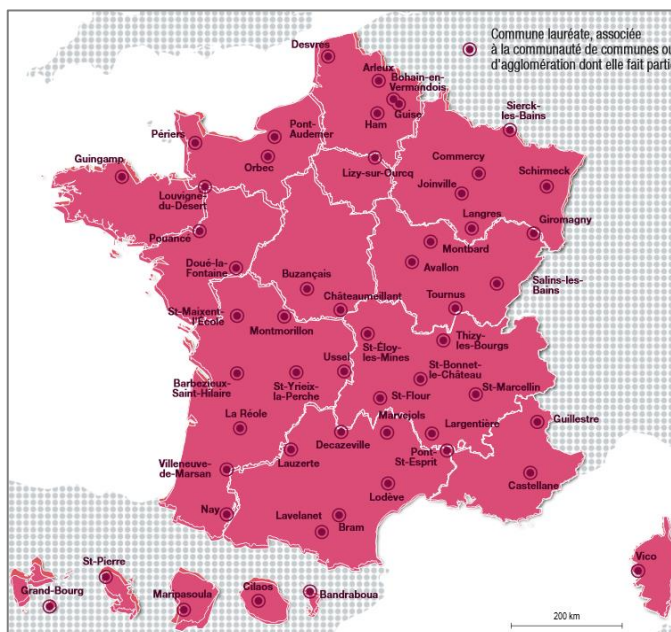 Commune lauréate, associée
à la communauté de communes ou
d'agglomération dont elle fait partie
Desvres
Arleux
Bohain-en-
Vermandois
Guise
Ham
Sierck-
les-Bains
Pont-
Audemer
Périers
Orbec
Guingamp
Lizy-sur-Ourcq
Commercy
Joinville
Schirmeck
Louvigné-
du-Désert
Langres
Giromagny
Pouancé
Montbard
Avallon
Doué-la-
Fontaine
Buzançais
Salins-les-
Bains
Châteaumeillant
Tournus
St-Maixent-
l'École
Montmorillon
St-Éloy-
les-Mines
Thizy-
les-Bourgs
Ussel
St-Bonnet-
le-Château
Barbezieux-
Saint-Hilaire
St-Yrieix-
la-Perche
St-Marcellin
St-Flour
La Réole
Marvejols
Largentière
Guillestre
Decazeville
Lauzerte
Pont-
St-Esprit
Villeneuve-
de-Marsan
Castellane
Lodève
Nay
Lavelanet
Bram
St-Pierre
Grand-Bourg
Maripasoula
Cilaos
Bandraboua
Vico
200 km